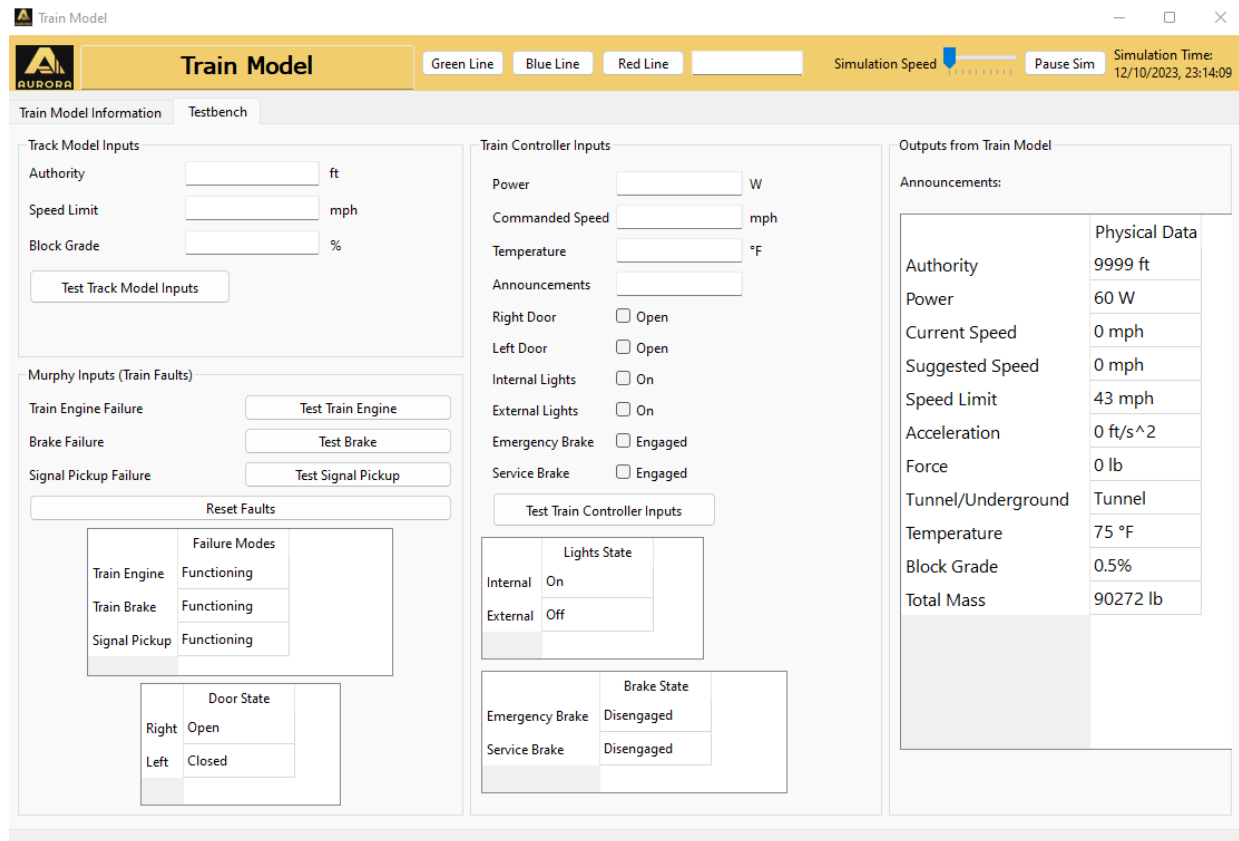 Train Model
AURORA
Train Model
Green Line
Blue Line
Red Line
Simulation Speed
Pause Sim
Simulation Time:
12/10/2023, 23:14:09
Train Model Information
Testbench
Track Model Inputs
Authority ft
Speed Limit mph
Block Grade %
Test Track Model Inputs
Murphy Inputs (Train Faults)
Train Engine Failure Test Train Engine
Brake Failure Test Brake
Signal Pickup Failure Test Signal Pickup
Reset Faults
Failure Modes
Train Engine Functioning
Train Brake Functioning
Signal Pickup Functioning
Door State
Right Open
Left Closed
Train Controller Inputs
Power W
Commanded Speed mph
Temperature °F
Announcements
Right Door Open
Left Door Open
Internal Lights On
External Lights On
Emergency Brake Engaged
Service Brake Engaged
Test Train Controller Inputs
Lights State
Internal On
External Off
Brake State
Emergency Brake Disengaged
Service Brake Disengaged
Outputs from Train Model
Announcements:
Physical Data
Authority 9999 ft
Power 60 W
Current Speed 0 mph
Suggested Speed 0 mph
Speed Limit 43 mph
Acceleration 0 ft/s^2
Force 0 lb
Tunnel/Underground Tunnel
Temperature 75 °F
Block Grade 0.5%
Total Mass 90272 lb